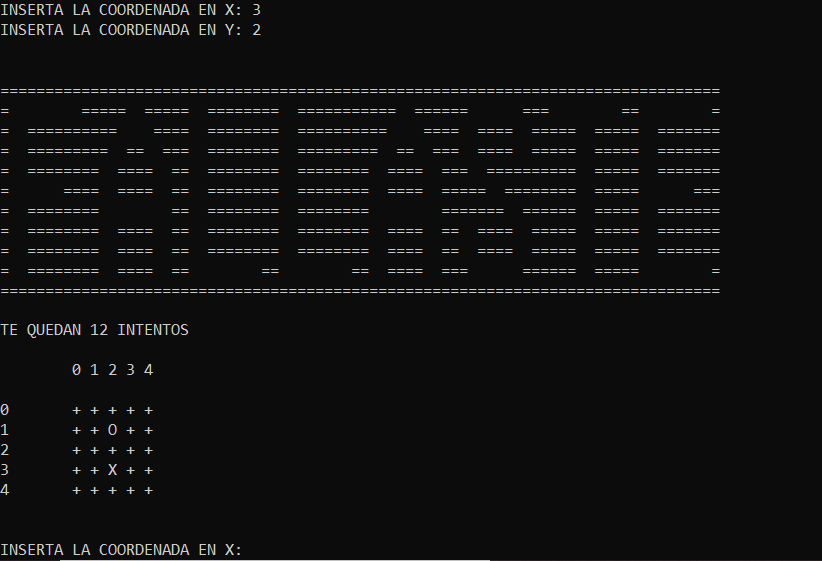 INSERTA LA COORDENADA EN X: 3
INSERTA LA COORDENADA EN Y: 2
FALLASTE
TE QUEDAN 12 INTENTOS
0 1 2 3 4
0 + + + + +
1 + + O + +
2 + + + + +
3 + + X + +
4 + + + + +
INSERTA LA COORDENADA EN X: